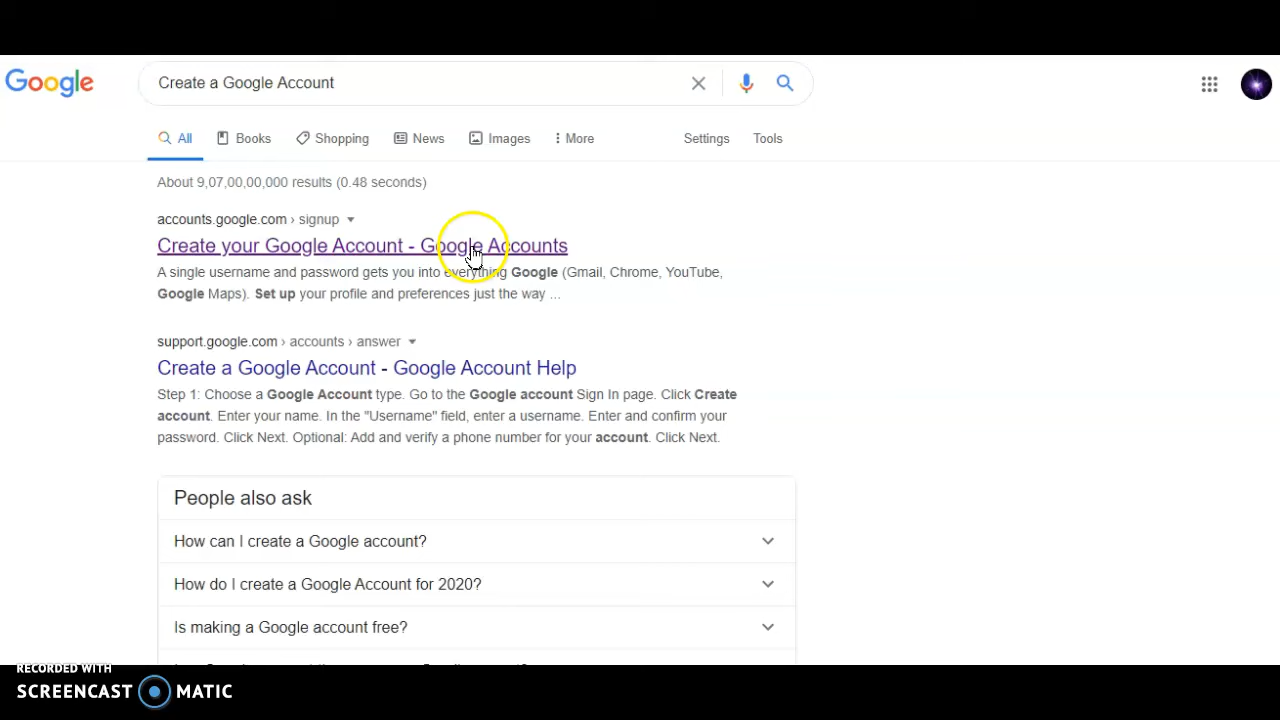 Google
Create a Google Account
All
Books
Shopping
News
Images
More
Settings
Tools
About 9,07,00,00,000 results (0.48 seconds)
accounts.google.com › signup
Create your Google Account - Google Accounts
A single username and password gets you into everything Google (Gmail, Chrome, YouTube,
Google Maps). Set up your profile and preferences just the way ...
support.google.com › accounts › answer
Create a Google Account - Google Account Help
Step 1: Choose a Google Account type. Go to the Google account Sign In page. Click Create
account. Enter your name. In the "Username" field, enter a username. Enter and confirm your
password. Click Next. Optional: Add and verify a phone number for your account. Click Next.
People also ask
How can I create a Google account?
How do I create a Google Account for 2020?
Is making a Google account free?
RECORDED WITH
SCREENCAST MATIC